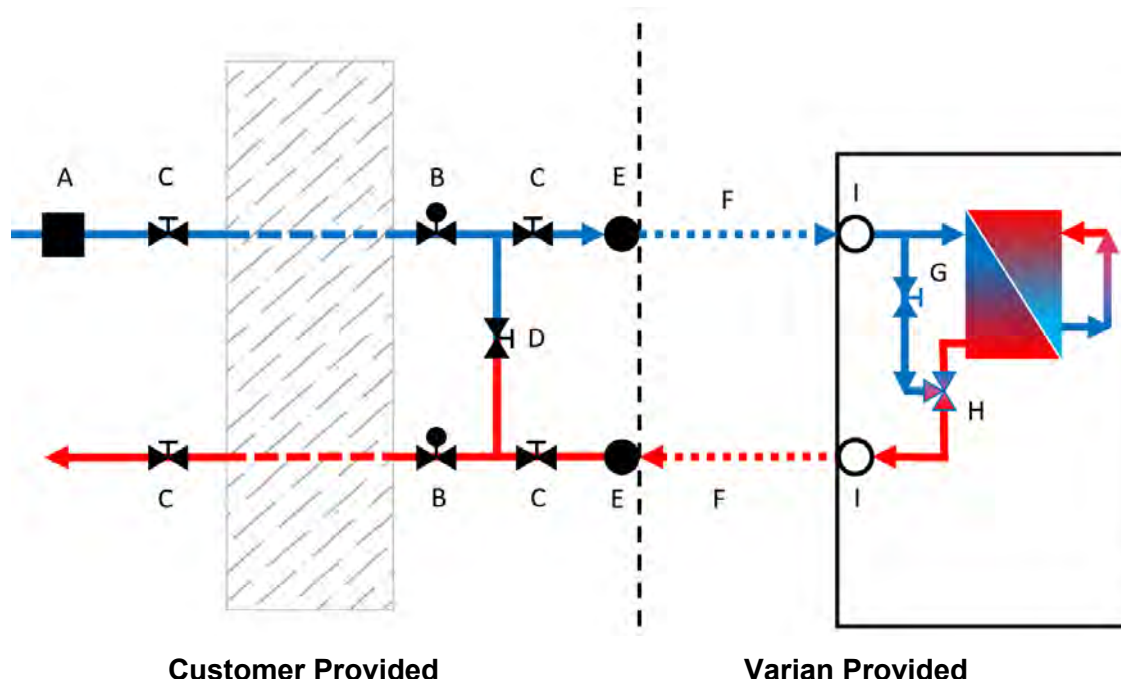 A C B C E F I
G
D
H
C B C E F I
Customer Provided Varian Provided